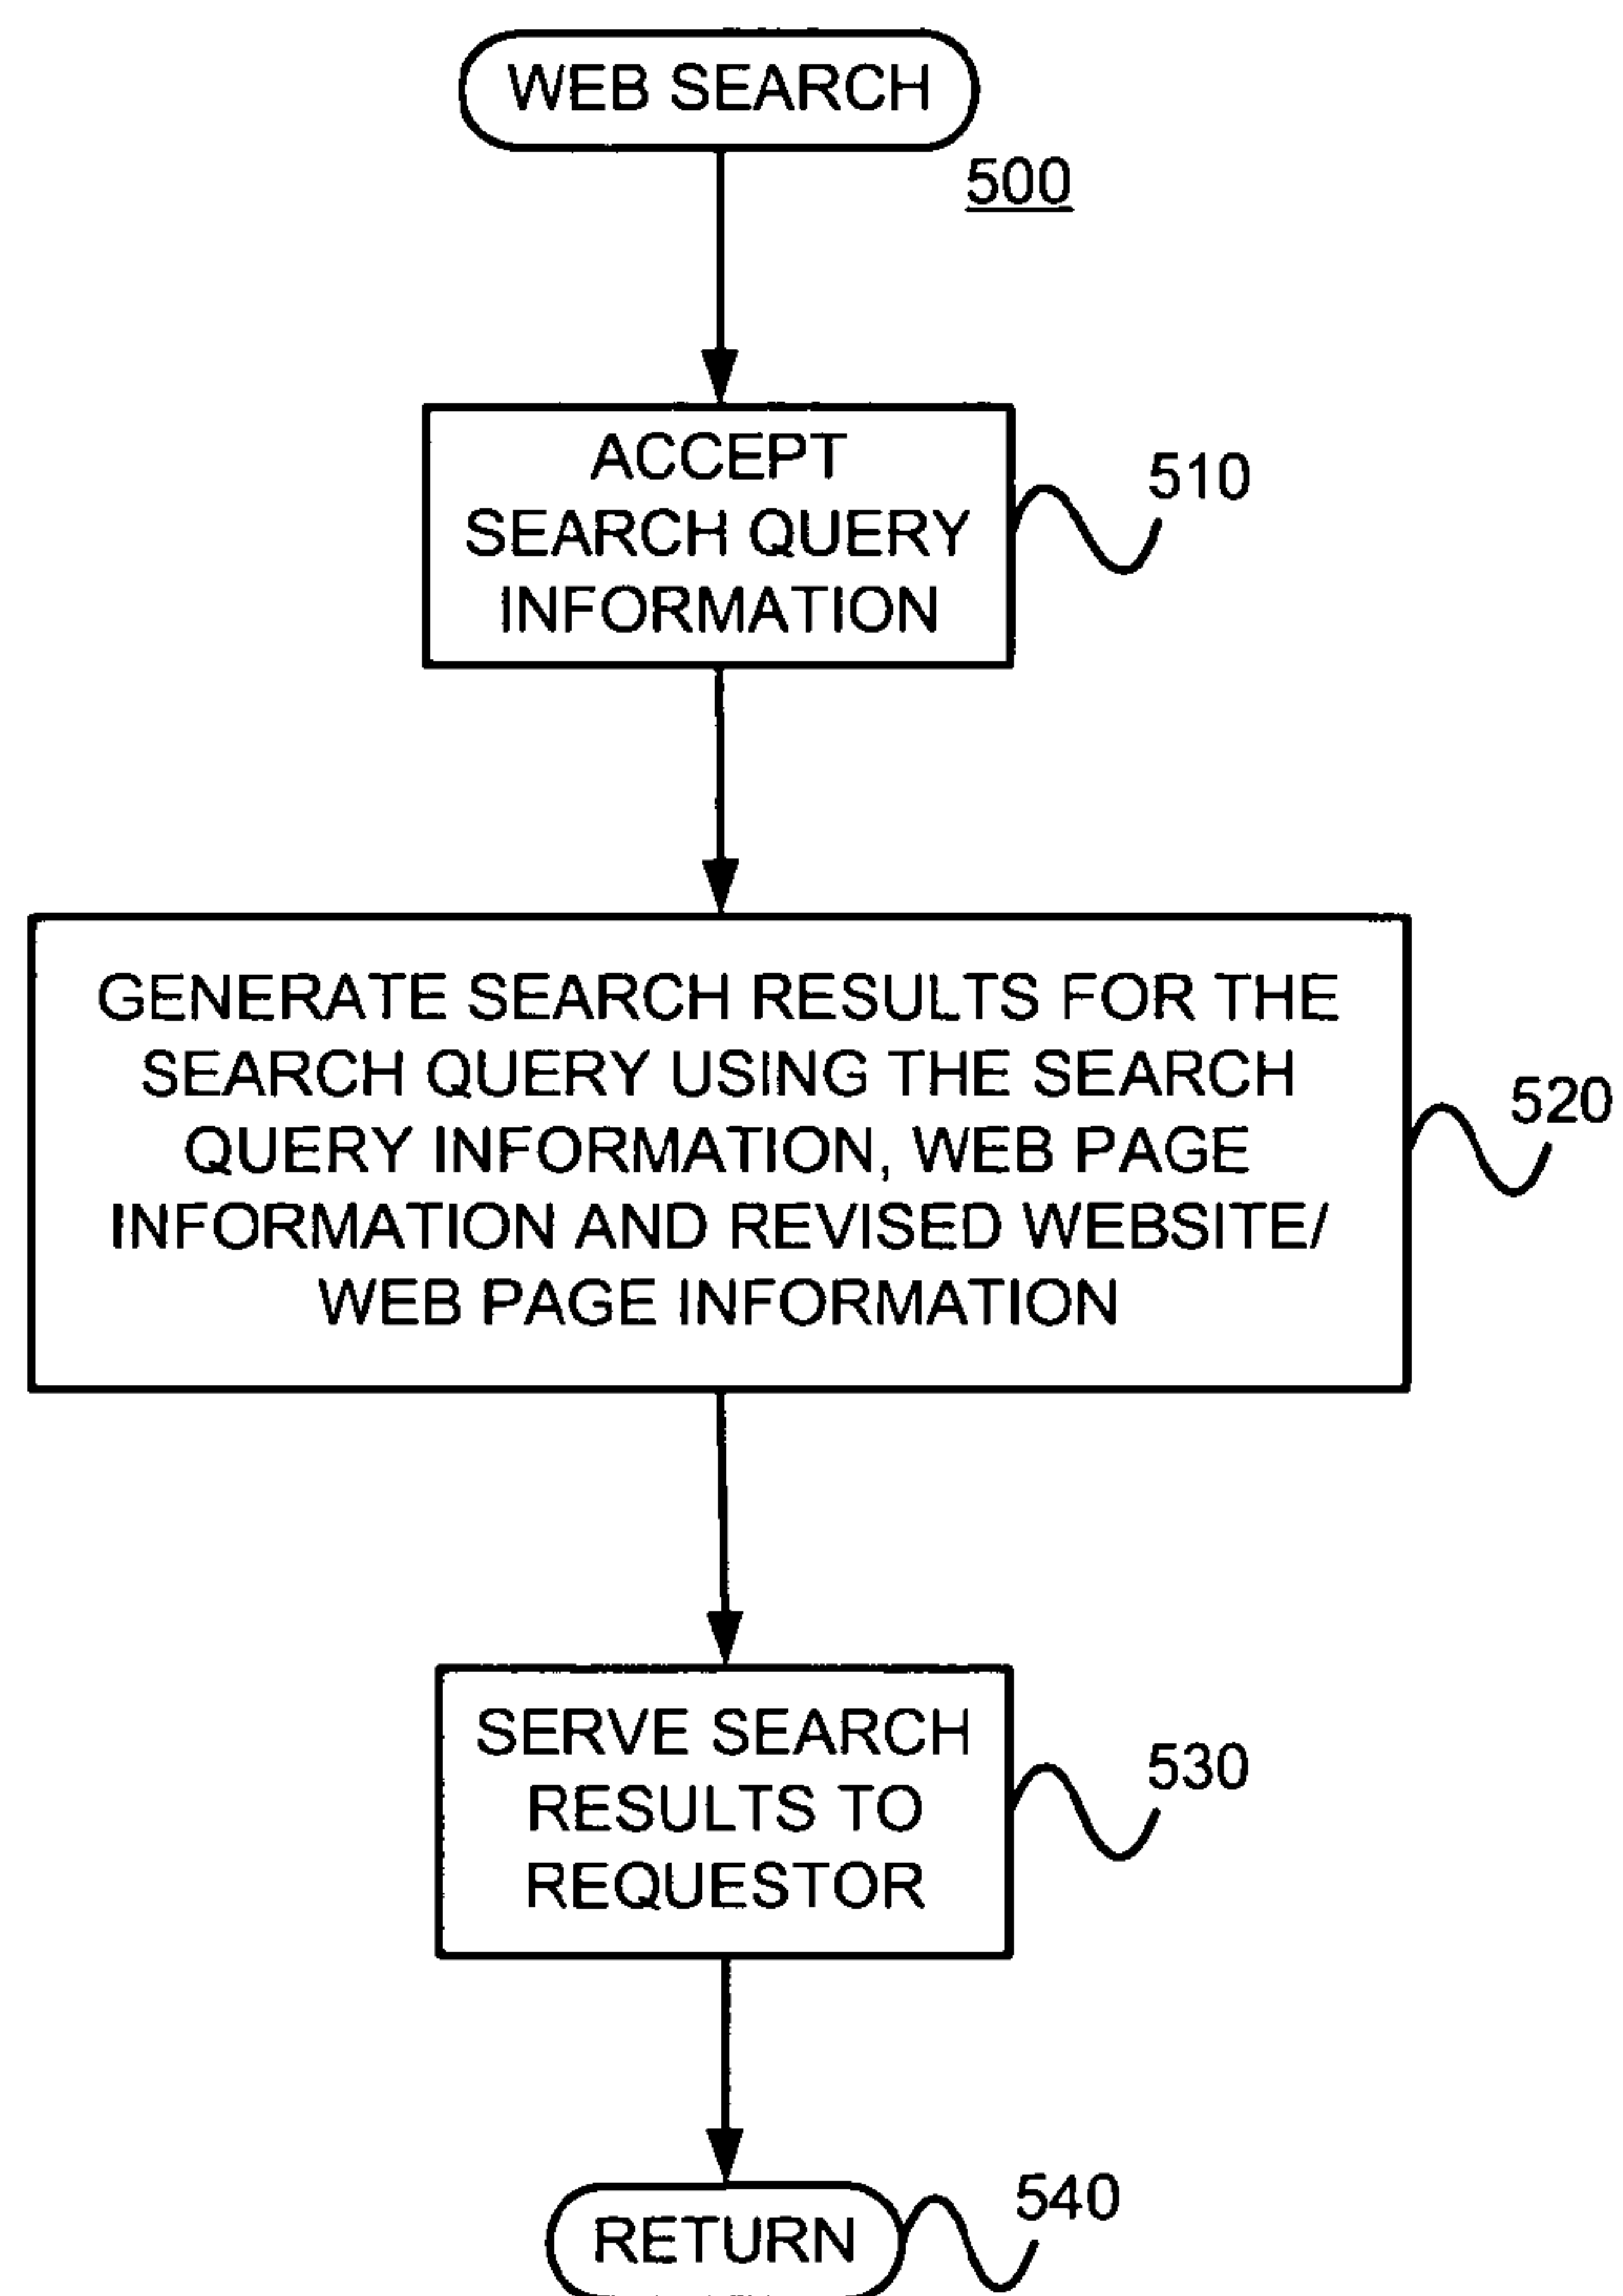 WEB SEARCH
500
ACCEPT
SEARCH QUERY
INFORMATION
510
GENERATE SEARCH RESULTS FOR THE
SEARCH QUERY USING THE SEARCH
QUERY INFORMATION, WEB PAGE
INFORMATION AND REVISED WEBSITE/
WEB PAGE INFORMATION
520
SERVE SEARCH
RESULTS TO
REQUESTOR
530
RETURN
540